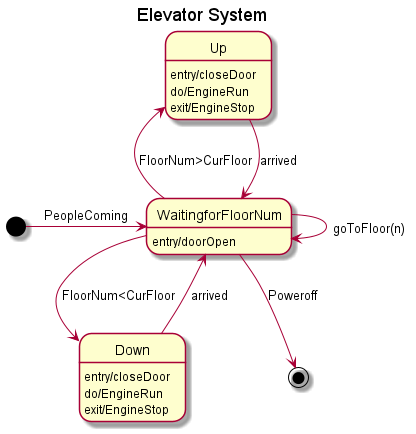 Elevator System
Up
entry/closeDoor
do/EngineRun
exit/EngineStop
FloorNum>CurFloor
arrived
PeopleComing
WaitingforFloorNum
entry/doorOpen
goToFloor(n)
FloorNum<CurFloor
arrived
Poweroff
Down
entry/closeDoor
do/EngineRun
exit/EngineStop